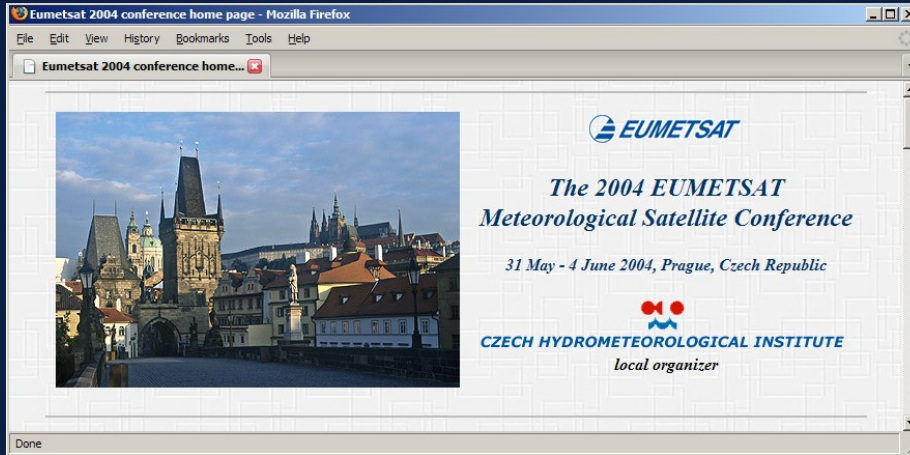 Eumetsat 2004 conference home page - Mozilla Firefox
File Edit View History Bookmarks Tools Help
Eumetsat 2004 conference home...
EUMETSAT
The 2004 EUMETSAT
Meteorological Satellite Conference
31 May - 4 June 2004, Prague, Czech Republic
CZECH HYDROMETEOROLOGICAL INSTITUTE
local organizer
Done